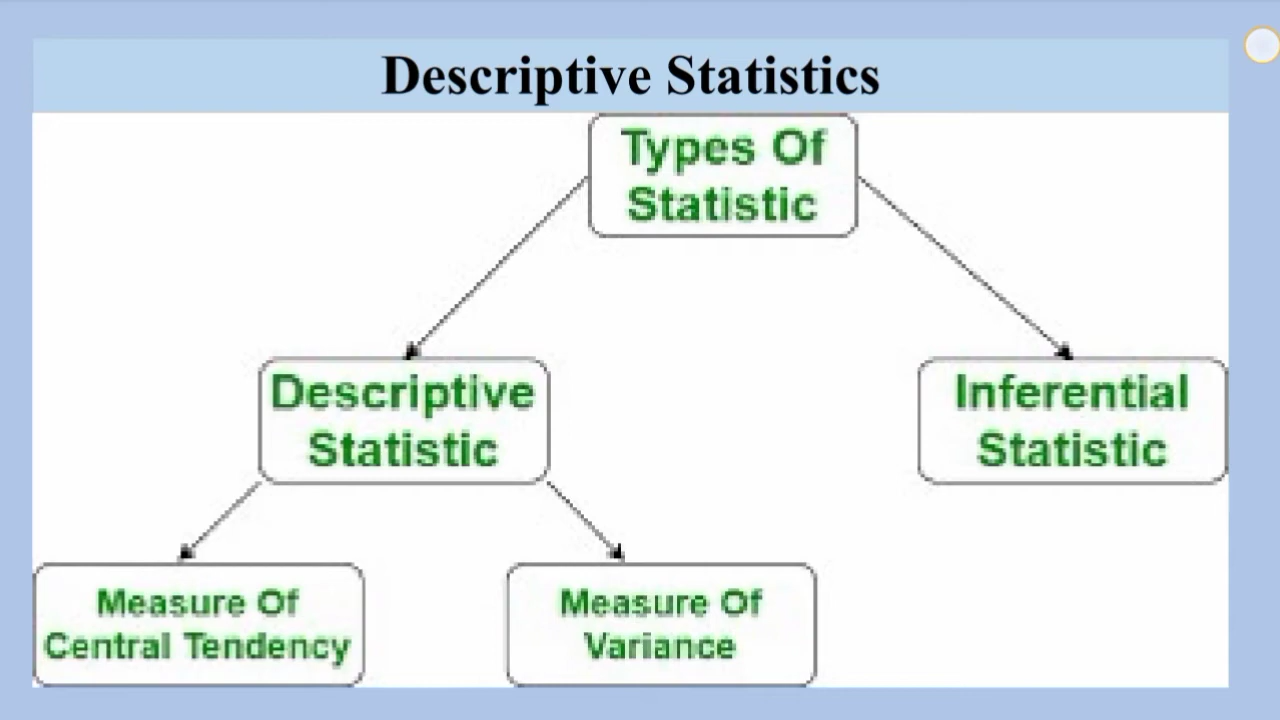 Descriptive Statistics
Types Of
Statistic
Descriptive
Statistic
Inferential
Statistic
Measure Of
Central Tendency
Measure Of
Variance